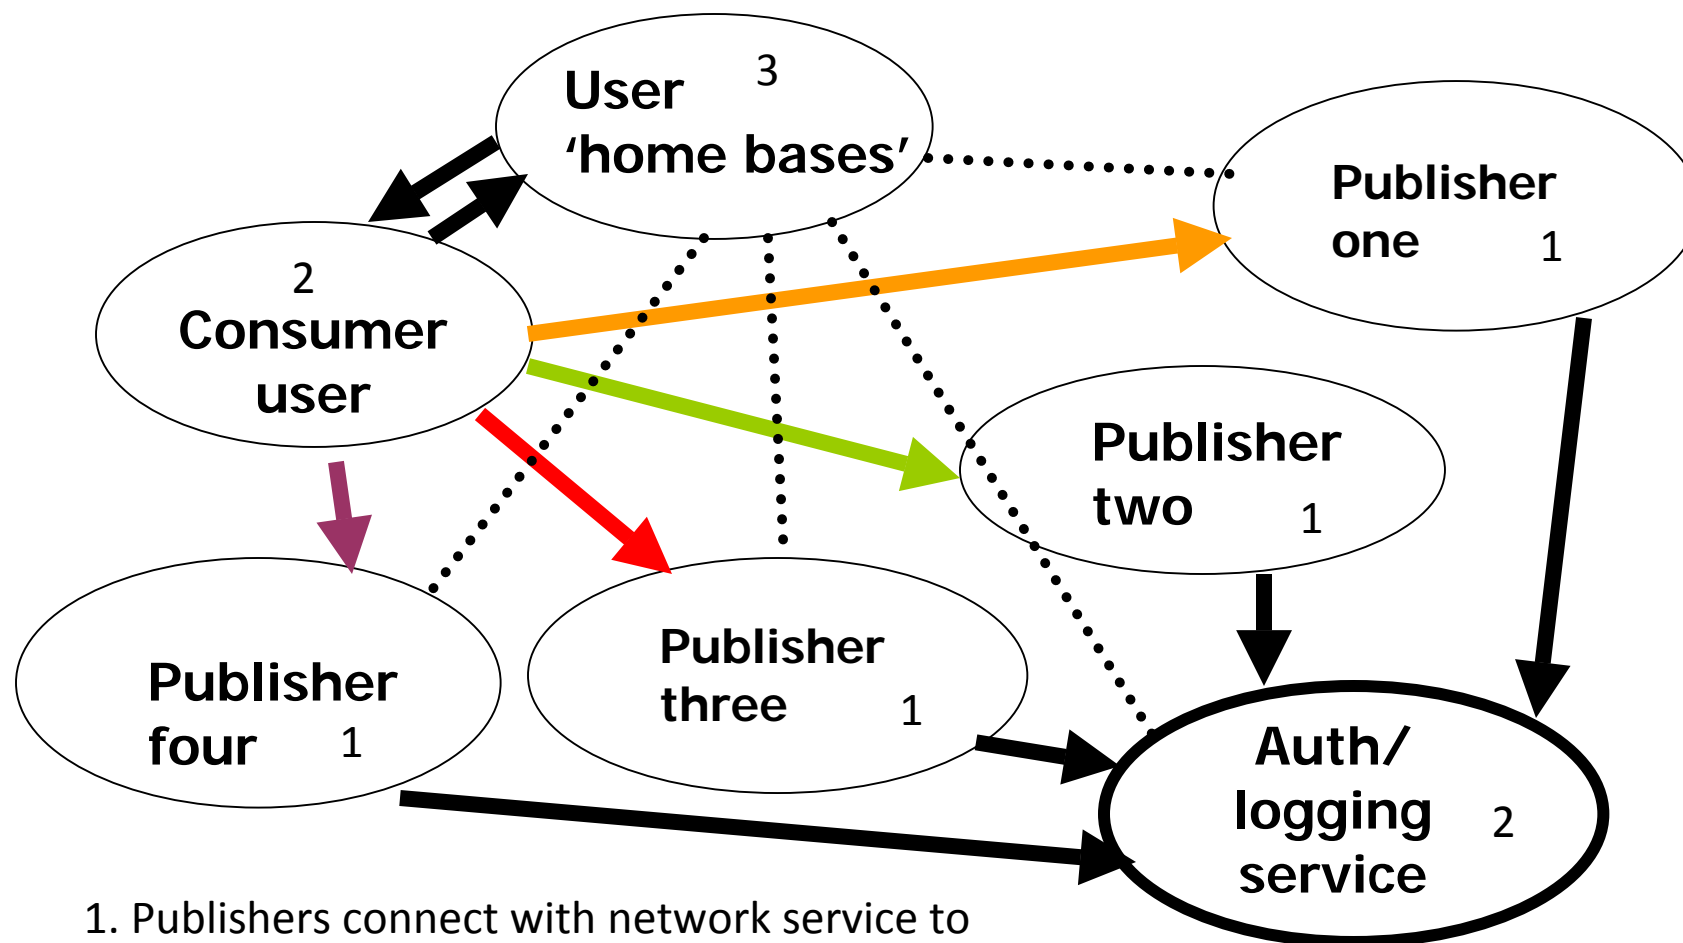 User 3
‘home bases’
Publisher
one 1
2
Consumer
user
Publisher
two 1
Publisher
three 1
Publisher
four 1
Auth/
logging 2
service
1. Publishers connect with network service to